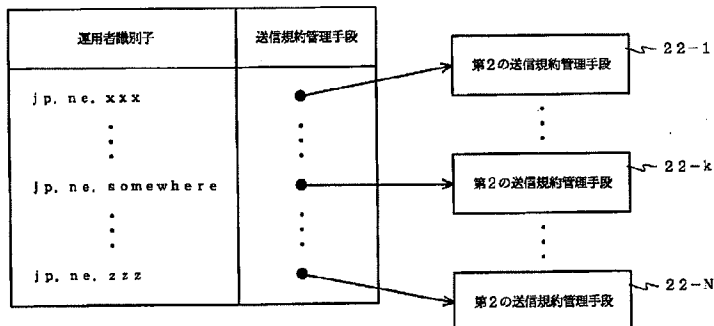 運用者識別子
送信規約管理手段
jp. ne. xxx
jp. ne. somewhere
jp. ne. zzz
第2の送信規約管理手段
22-1
第2の送信規約管理手段
22-k
第2の送信規約管理手段
22-N